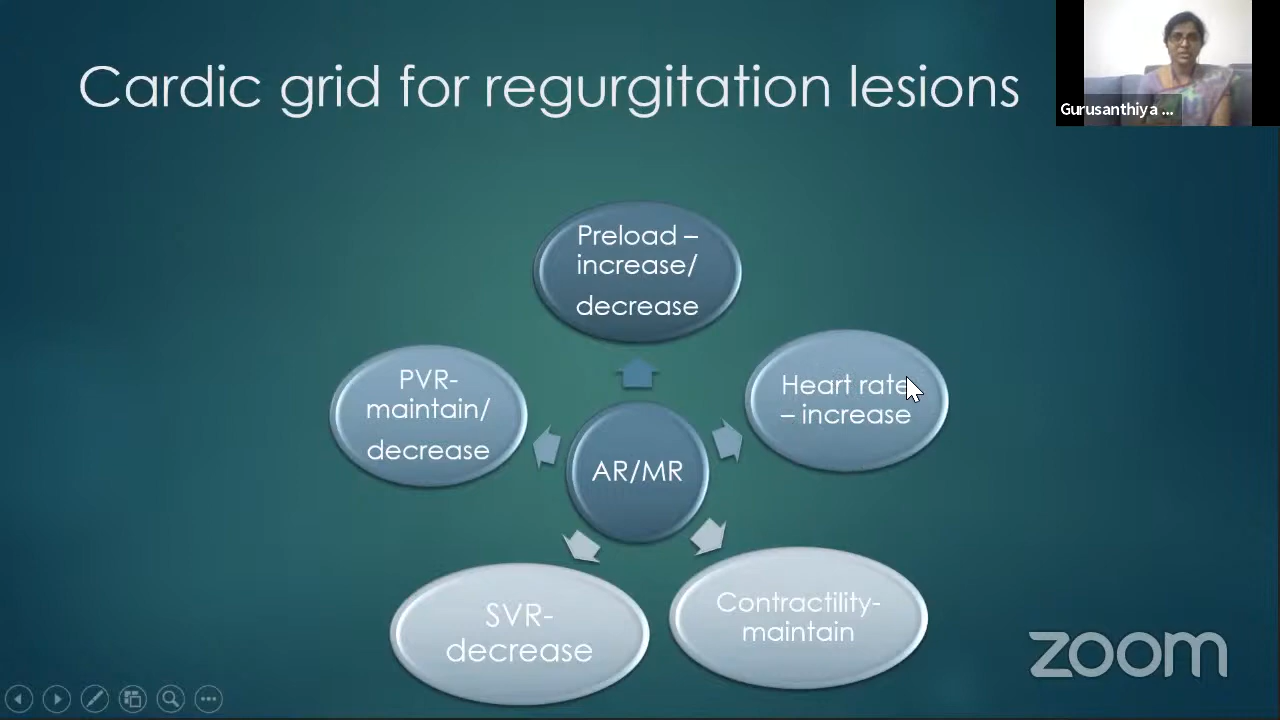 Cardic grid for regurgitation lesions
Gurusanthiya ...
Preload –
increase/
decrease
Heart rate
– increase
Contractility-
maintain
SVR-
decrease
PVR-
maintain/
decrease
AR/MR
zoom